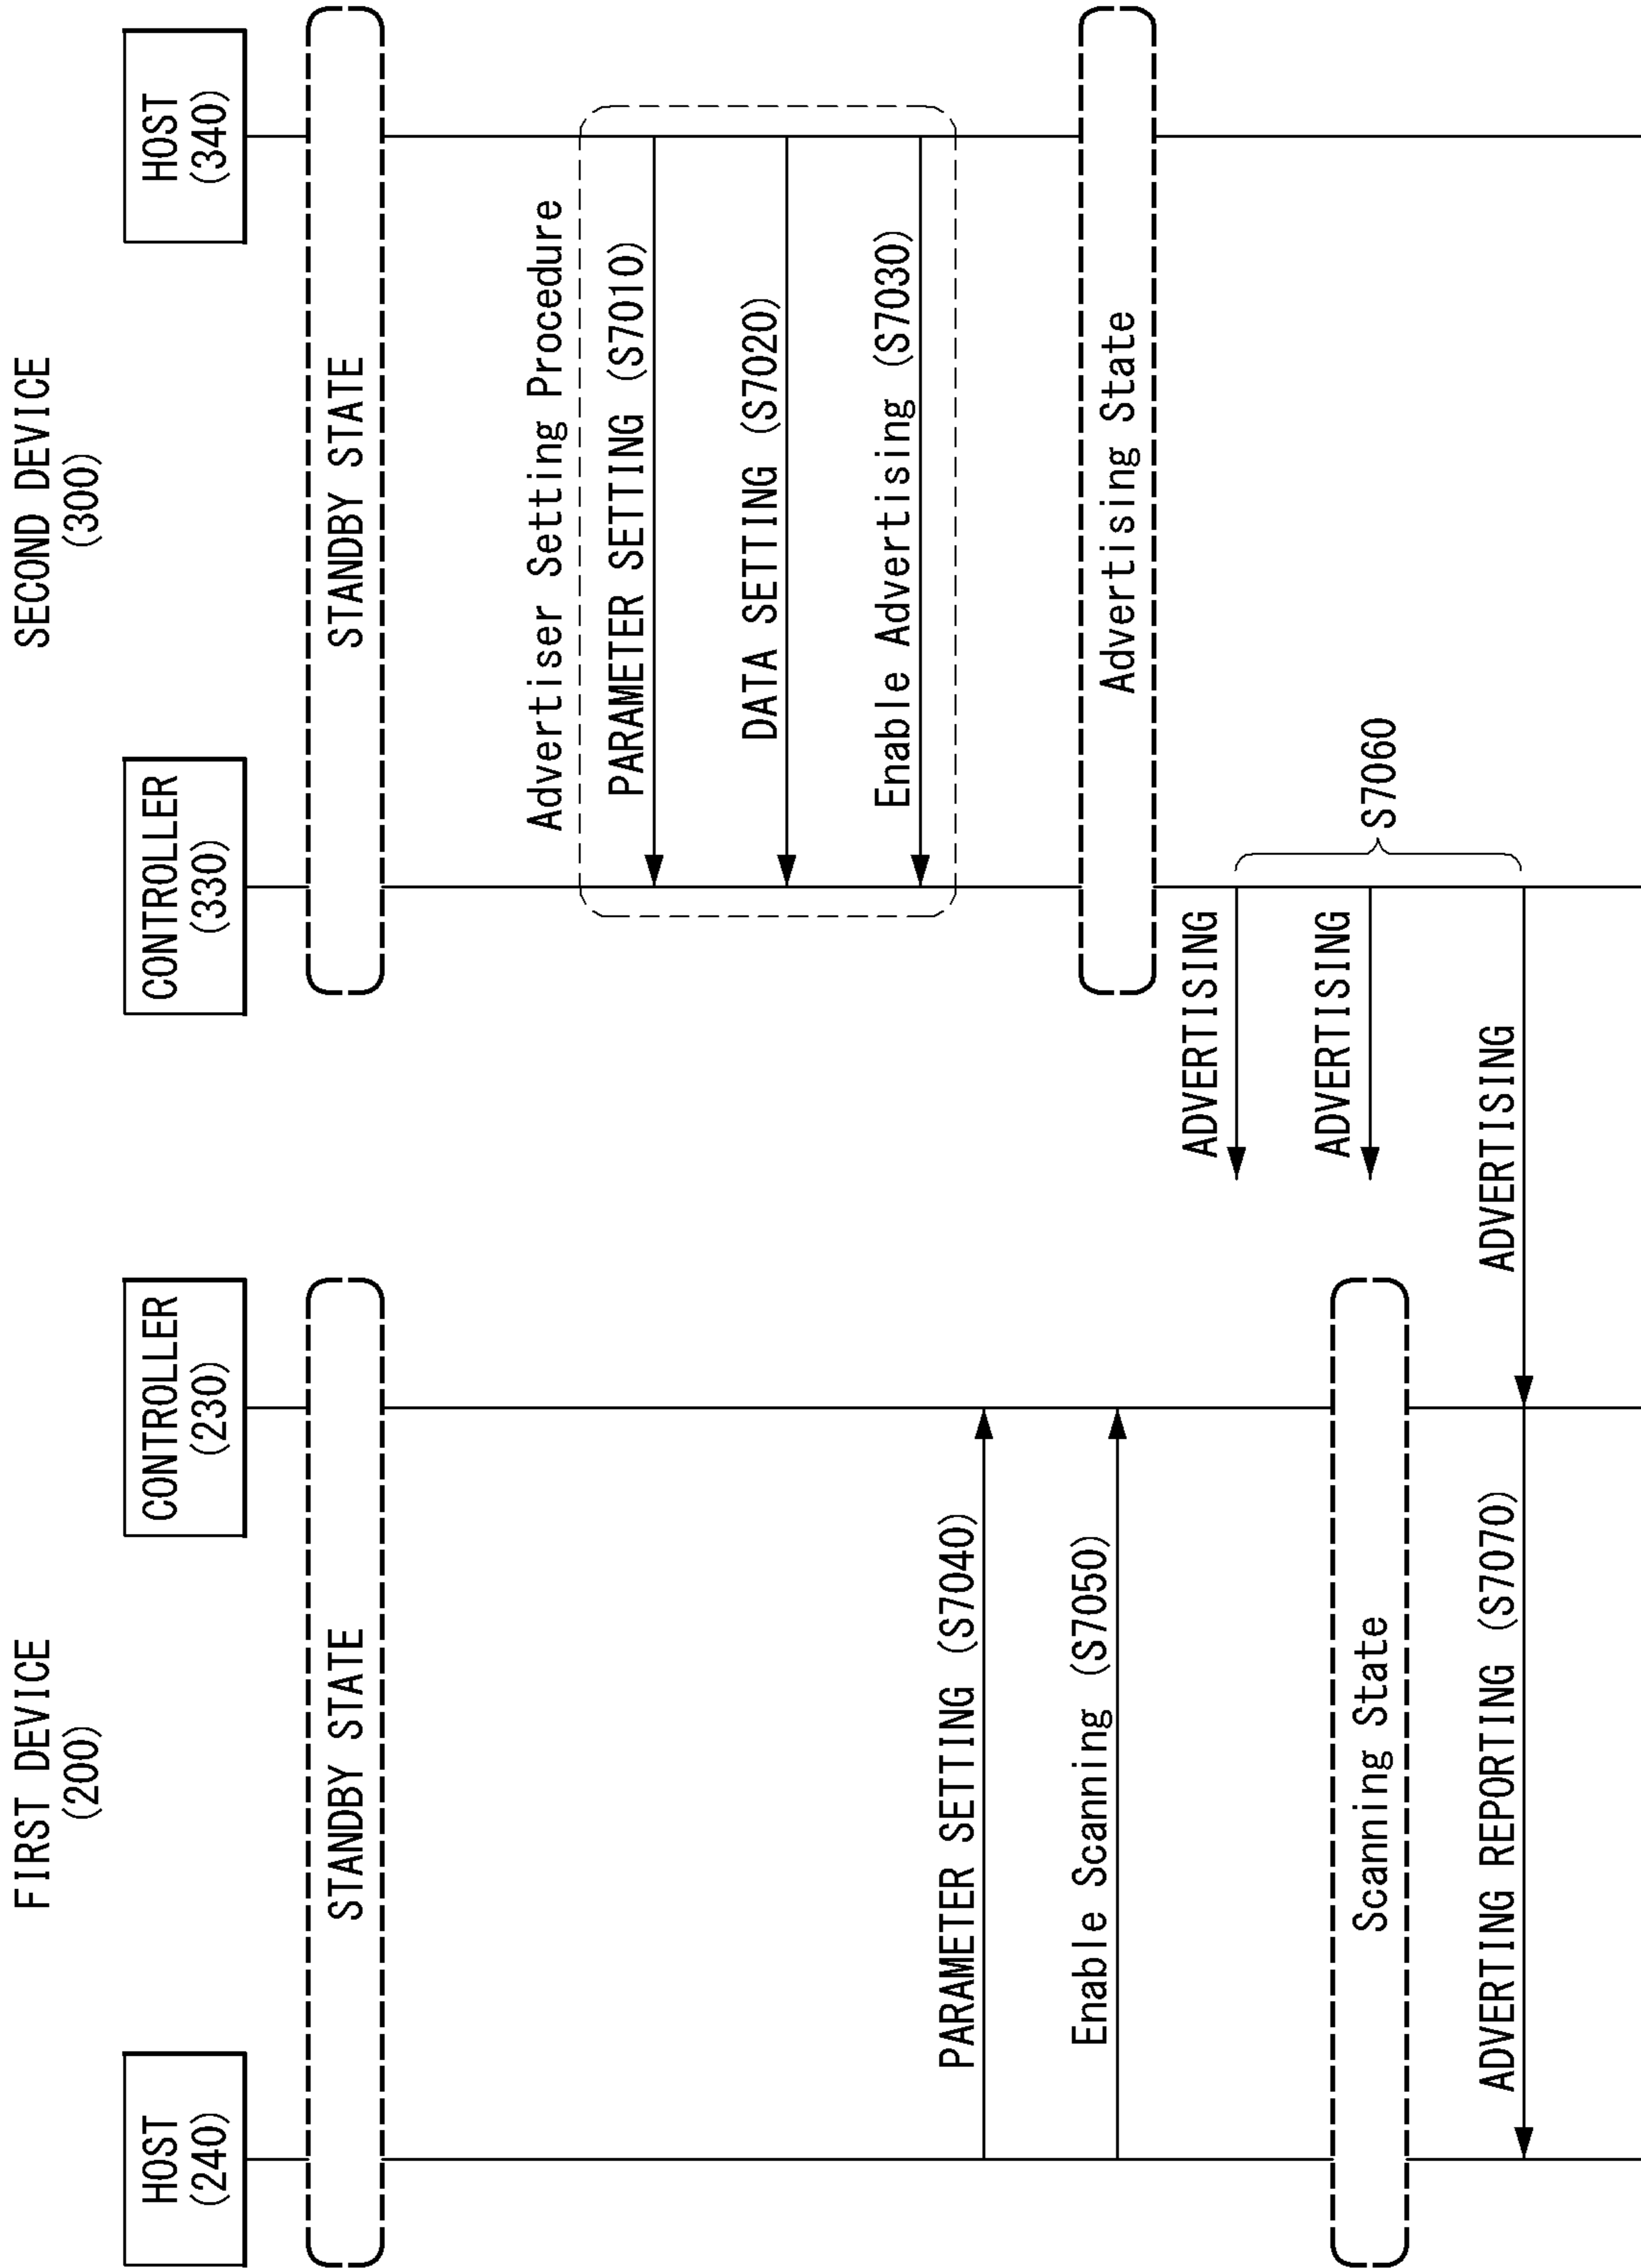 FIRST DEVICE
(200)
SECOND DEVICE
(300)
HOST
(240)
CONTROLLER
(230)
CONTROLLER
(330)
HOST
(340)
STANDBY STATE
STANDBY STATE
Advertiser Setting Procedure
PARAMETER SETTING (S7010)
DATA SETTING (S7020)
Enable Advertising (S7030)
PARAMETER SETTING (S7040)
Enable Scanning (S7050)
Advertising State
ADVERTISING
ADVERTISING
S7060
Scanning State
ADVERTING REPORTING (S7070)
ADVERTISING